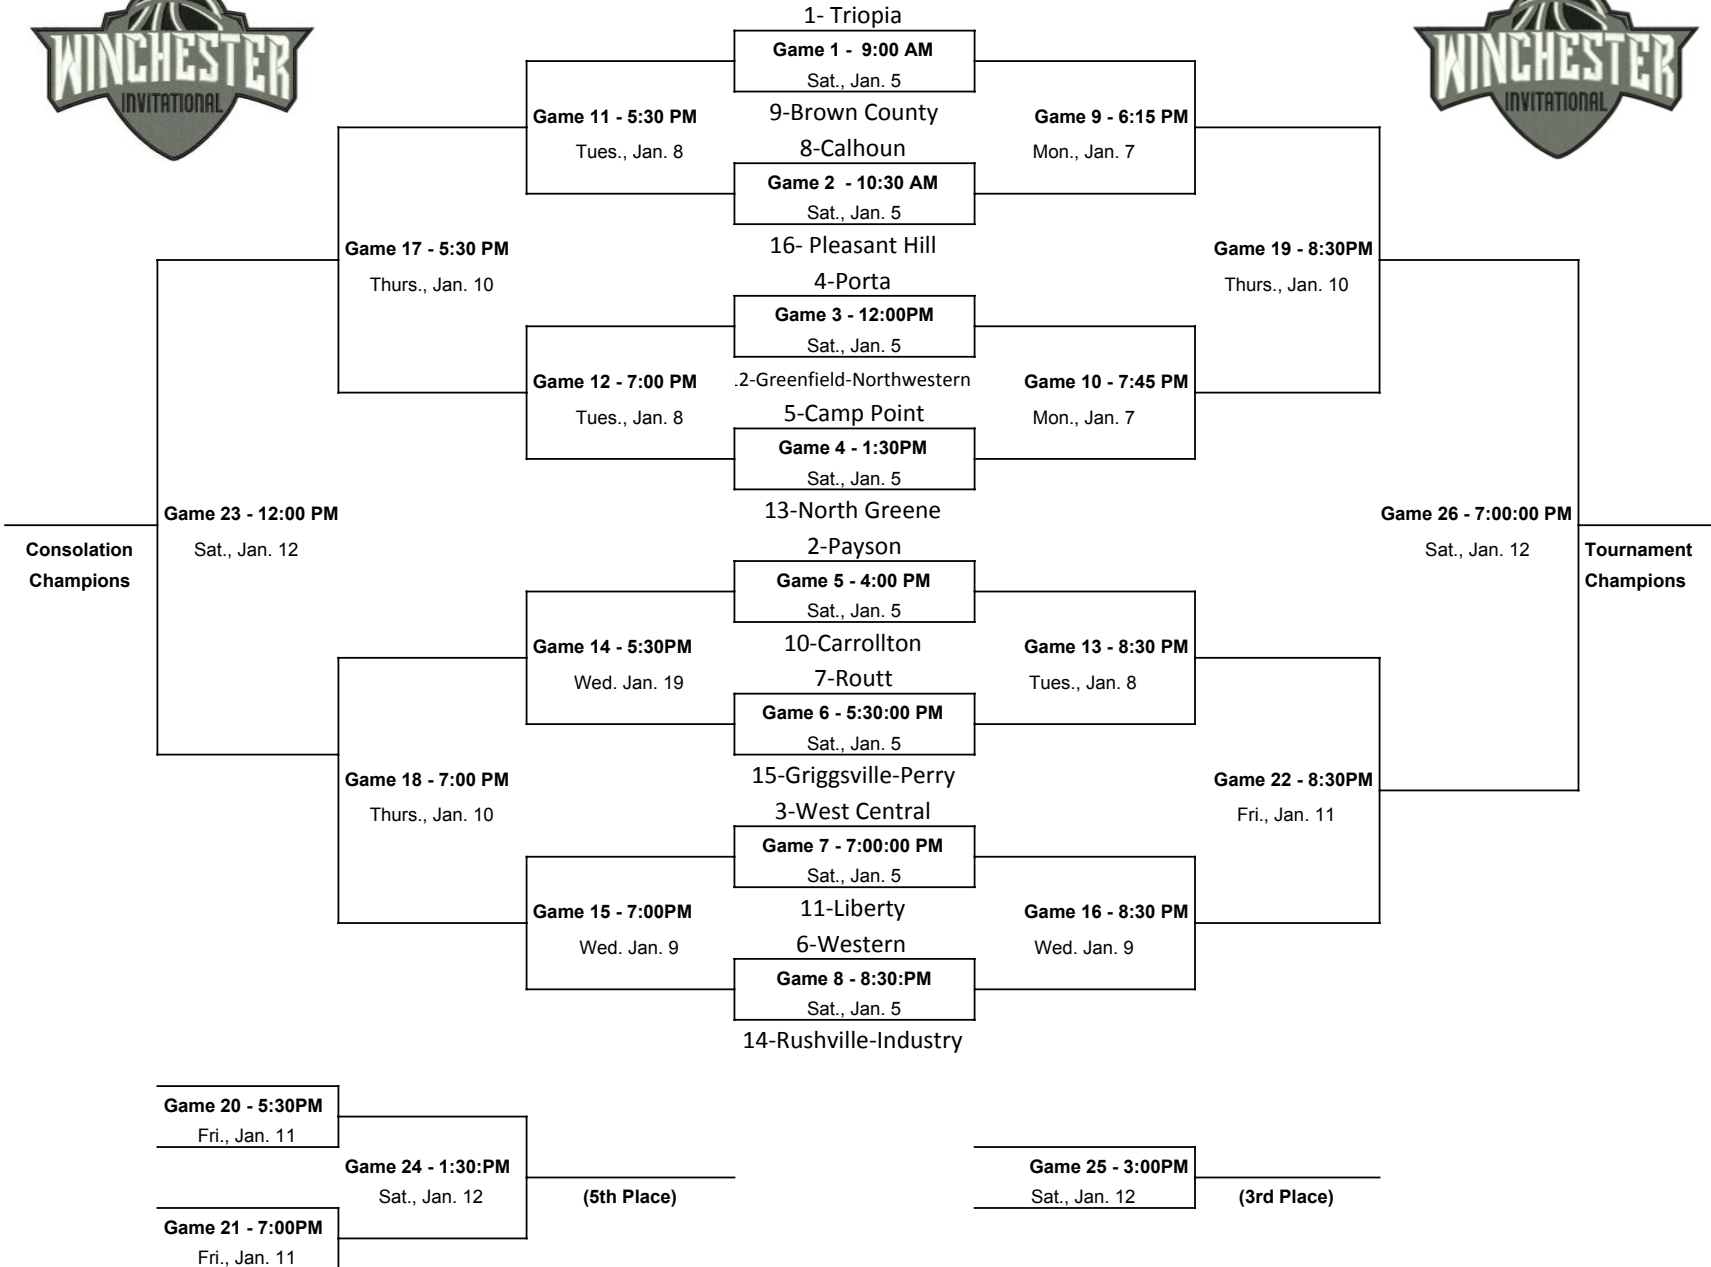 WINCHESTER
INVITATIONAL
WINCHESTER
INVITATIONAL
1- Triopia
Game 1 - 9:00 AM
Sat., Jan. 5
Game 11 - 5:30 PM
9-Brown County
Game 9 - 6:15 PM
Tues., Jan. 8
8-Calhoun
Mon., Jan. 7
Game 2 - 10:30 AM
Sat., Jan. 5
Game 17 - 5:30 PM
16- Pleasant Hill
Game 19 - 8:30PM
Thurs., Jan. 10
4-Porta
Thurs., Jan. 10
Game 3 - 12:00PM
Sat., Jan. 5
Game 12 - 7:00 PM
.2-Greenfield-Northwestern
Game 10 - 7:45 PM
Tues., Jan. 8
5-Camp Point
Mon., Jan. 7
Game 4 - 1:30PM
Sat., Jan. 5
Game 23 - 12:00 PM
13-North Greene
Game 26 - 7:00:00 PM
Consolation
Sat., Jan. 12
2-Payson
Sat., Jan. 12
Tournament
Champions
Game 5 - 4:00 PM
Champions
Sat., Jan. 5
Game 14 - 5:30PM
10-Carrollton
Game 13 - 8:30 PM
Wed. Jan. 19
7-Routt
Tues., Jan. 8
Game 6 - 5:30:00 PM
Sat., Jan. 5
Game 18 - 7:00 PM
15-Griggsville-Perry
Game 22 - 8:30PM
Thurs., Jan. 10
3-West Central
Fri., Jan. 11
Game 7 - 7:00:00 PM
Sat., Jan. 5
Game 15 - 7:00PM
11-Liberty
Game 16 - 8:30 PM
Wed. Jan. 9
6-Western
Wed. Jan. 9
Game 8 - 8:30:PM
Sat., Jan. 5
14-Rushville-Industry
Game 20 - 5:30PM
Fri., Jan. 11
Game 24 - 1:30:PM
Game 25 - 3:00PM
Sat., Jan. 12
(5th Place)
Sat., Jan. 12
(3rd Place)
Game 21 - 7:00PM
Fri., Jan. 11